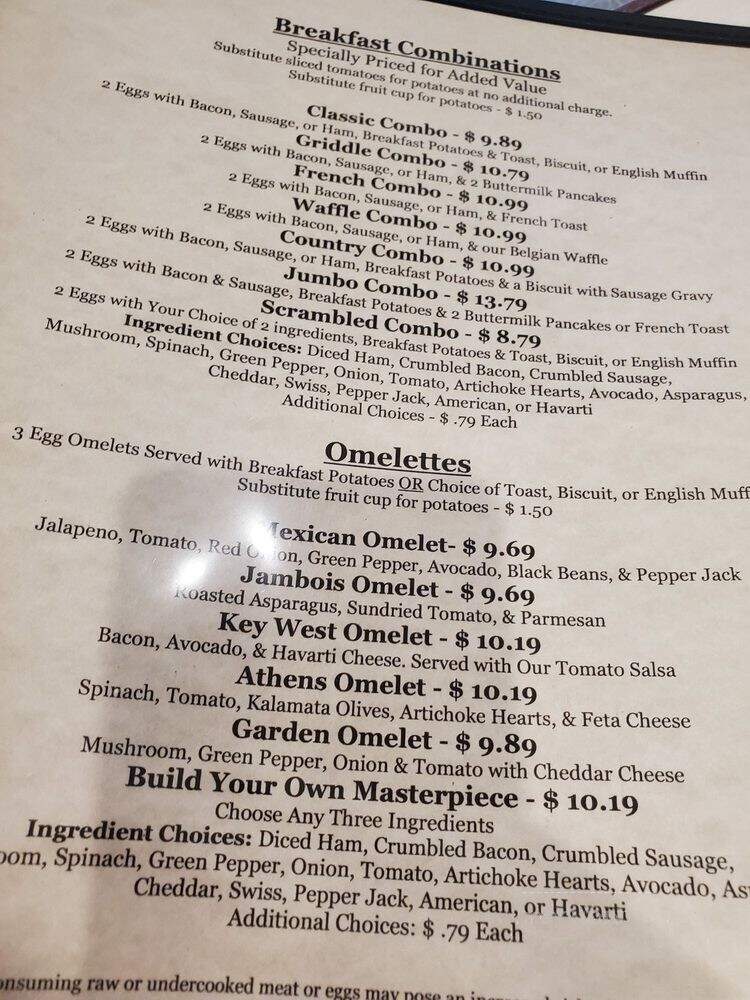 Breakfast Combinations
Specially Priced for Added Value
Substitute sliced tomatoes for potatoes at no additional charge.
Substitute fruit cup for potatoes - $ 1.50
Classic Combo - $ 9.89
2 Eggs with Bacon, Sausage, or Ham, Breakfast Potatoes & Toast, Biscuit, or English Muffin
Griddle Combo - $ 10.79
2 Eggs with Bacon, Sausage, or Ham, & 2 Buttermilk Pancakes
French Combo - $ 10.99
2 Eggs with Bacon, Sausage, or Ham, & French Toast
Waffle Combo - $ 10.99
2 Eggs with Bacon, Sausage, or Ham, & our Belgian Waffle
Country Combo - $ 10.99
2 Eggs with Bacon, Sausage, or Ham, Breakfast Potatoes & a Biscuit with Sausage Gravy
Jumbo Combo - $ 13.79
2 Eggs with Bacon & Sausage, Breakfast Potatoes & 2 Buttermilk Pancakes or French Toast
Scrambled Combo - $ 8.79
2 Eggs with Your Choice of 2 ingredients, Breakfast Potatoes & Toast, Biscuit, or English Muffin
Ingredient Choices: Diced Ham, Crumbled Bacon, Crumbled Sausage,
Mushroom, Spinach, Green Pepper, Onion, Tomato, Artichoke Hearts, Avocado, Asparagus,
Cheddar, Swiss, Pepper Jack, American, or Havarti
Additional Choices - $ .79 Each
Omelettes
3 Egg Omelets Served with Breakfast Potatoes OR Choice of Toast, Biscuit, or English Muff
Substitute fruit cup for potatoes - $ 1.50
Mexican Omelet- $ 9.69
Jalapeno, Tomato, Red Onion, Green Pepper, Avocado, Black Beans, & Pepper Jack
Jambois Omelet - $ 9.69
Roasted Asparagus, Sundried Tomato, & Parmesan
Key West Omelet - $ 10.19
Bacon, Avocado, & Havarti Cheese. Served with Our Tomato Salsa
Athens Omelet - $ 10.19
Spinach, Tomato, Kalamata Olives, Artichoke Hearts, & Feta Cheese
Garden Omelet - $ 9.89
Mushroom, Green Pepper, Onion & Tomato with Cheddar Cheese
Build Your Own Masterpiece - $ 10.19
Choose Any Three Ingredients
Ingredient Choices: Diced Ham, Crumbled Bacon, Crumbled Sausage,
oom, Spinach, Green Pepper, Onion, Tomato, Artichoke Hearts, Avocado, As
Cheddar, Swiss, Pepper Jack, American, or Havarti
Additional Choices: $ .79 Each
onsuming raw or undercooked meat or eggs may pose an